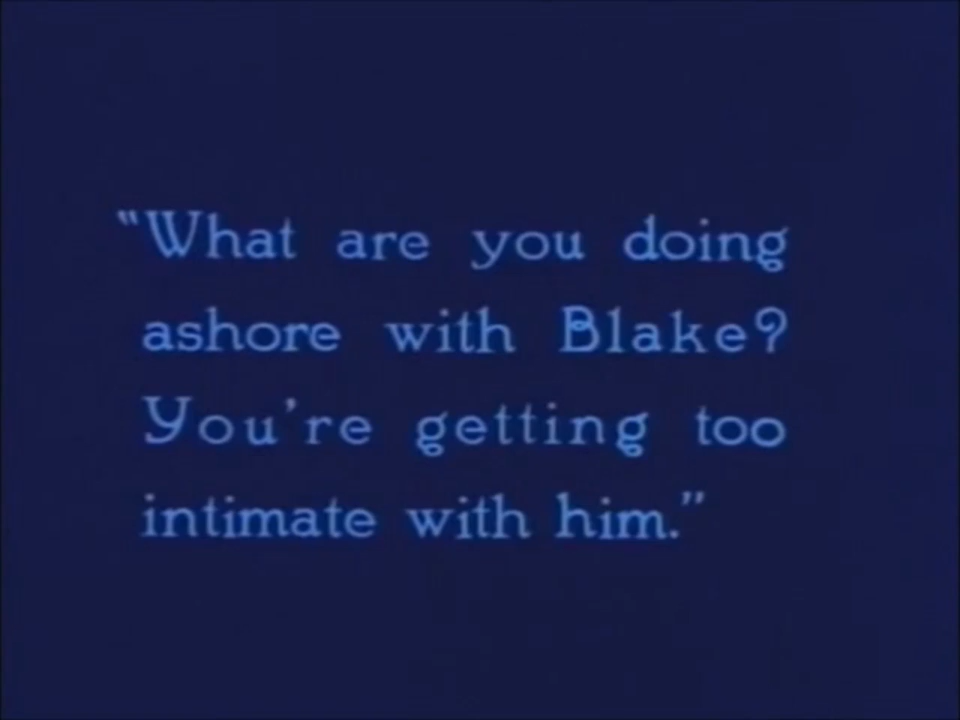 “What are you doing
ashore with Blake?
You're getting too
intimate with him.”